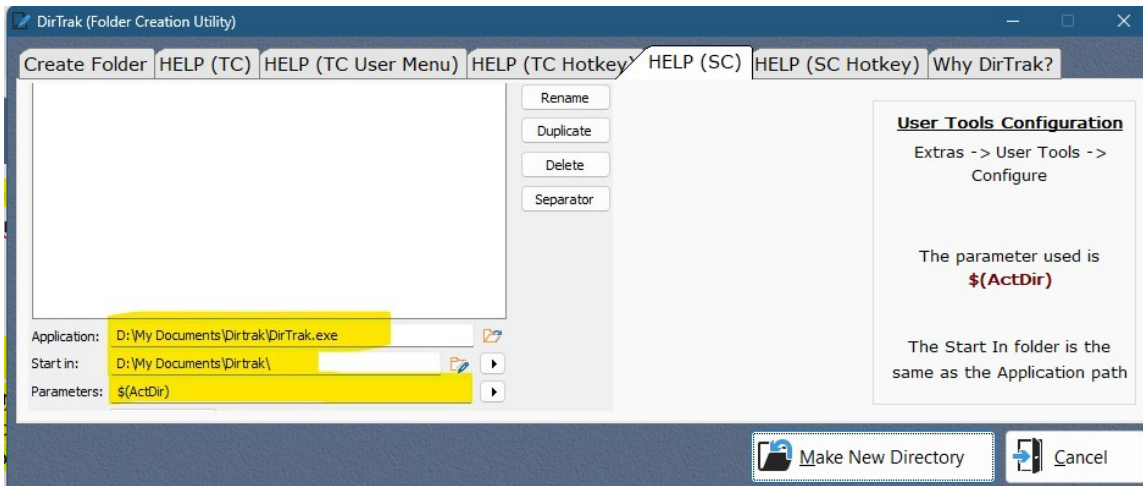 DirTrak (Folder Creation Utility)
Create Folder HELP (TC) HELP (TC User Menu) HELP (TC Hotkey) HELP (SC) HELP (SC Hotkey) Why DirTrak?
Rename
Duplicate
Delete
Separator
Application: D:\My Documents\Dirtrak\DirTrak.exe
Start in: D:\My Documents\Dirtrak\
Parameters: $(ActDir)
User Tools Configuration
Extras -> User Tools ->
Configure
The parameter used is
$(ActDir)
The Start In folder is the
same as the Application path
Make New Directory
Cancel